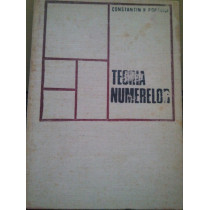 CONSTANTIN P. POPOVICI
TEORIA
NUMERELOR